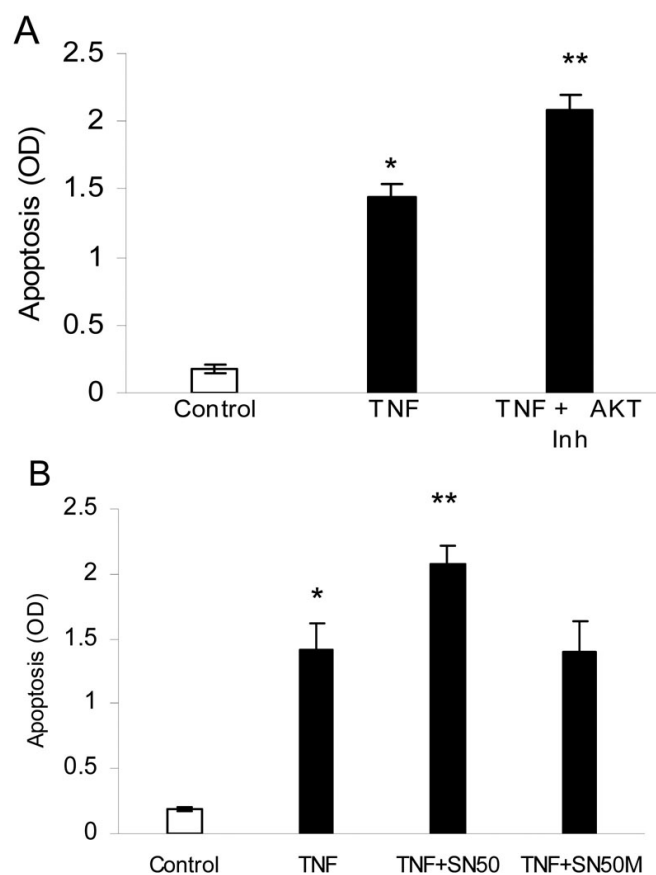 A
Apoptosis (OD)
2.5
2
1.5
1
0.5
0
*
**
Control TNF TNF + AKT
Inh
B
Apoptosis (OD)
2.5
2
1.5
1
0.5
0
*
**
Control TNF TNF+SN50 TNF+SN50M